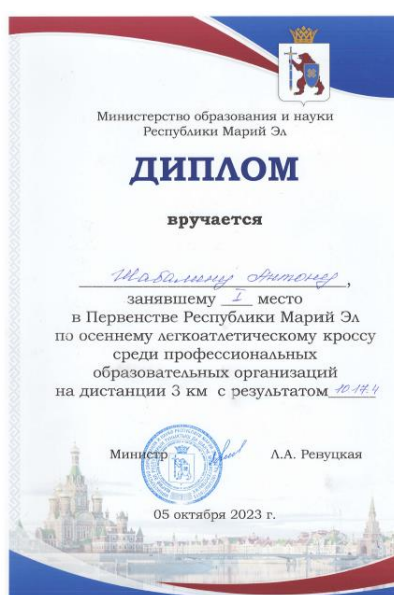 Министерство образования и науки
Республики Марий Эл
ДИПЛОМ
вручается
Шабалину Антону,
занявшему I место
в Первенстве Республики Марий Эл
по осеннему легкоатлетическому кроссу
среди профессиональных
образовательных организаций
на дистанции 3 км с результатом 10.17.4
Министр Л.А. Ревуцкая
05 октября 2023 г.